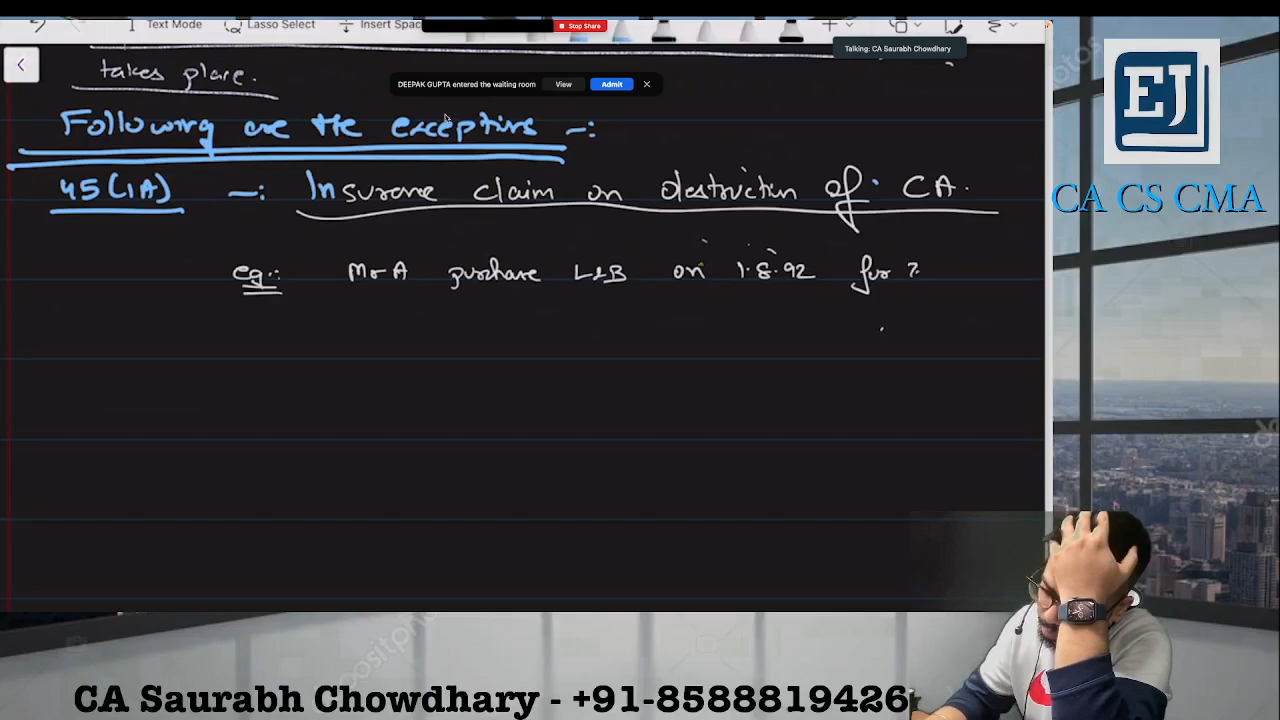 Text Mode Lasso Select Insert Spac
Stop Share
Talking: CA Saurabh Chowdhary
takes place.
DEEPAK GUPTA entered the waiting room View Admit
EJ
Following are the exceptions -:
45(1A) -: Insurance claim on destruction of CA.
CA CS CMA
eg:: Mr A purchase L&B on 1.8.92 for ?
CA Saurabh Chowdhary - +91-8588819426